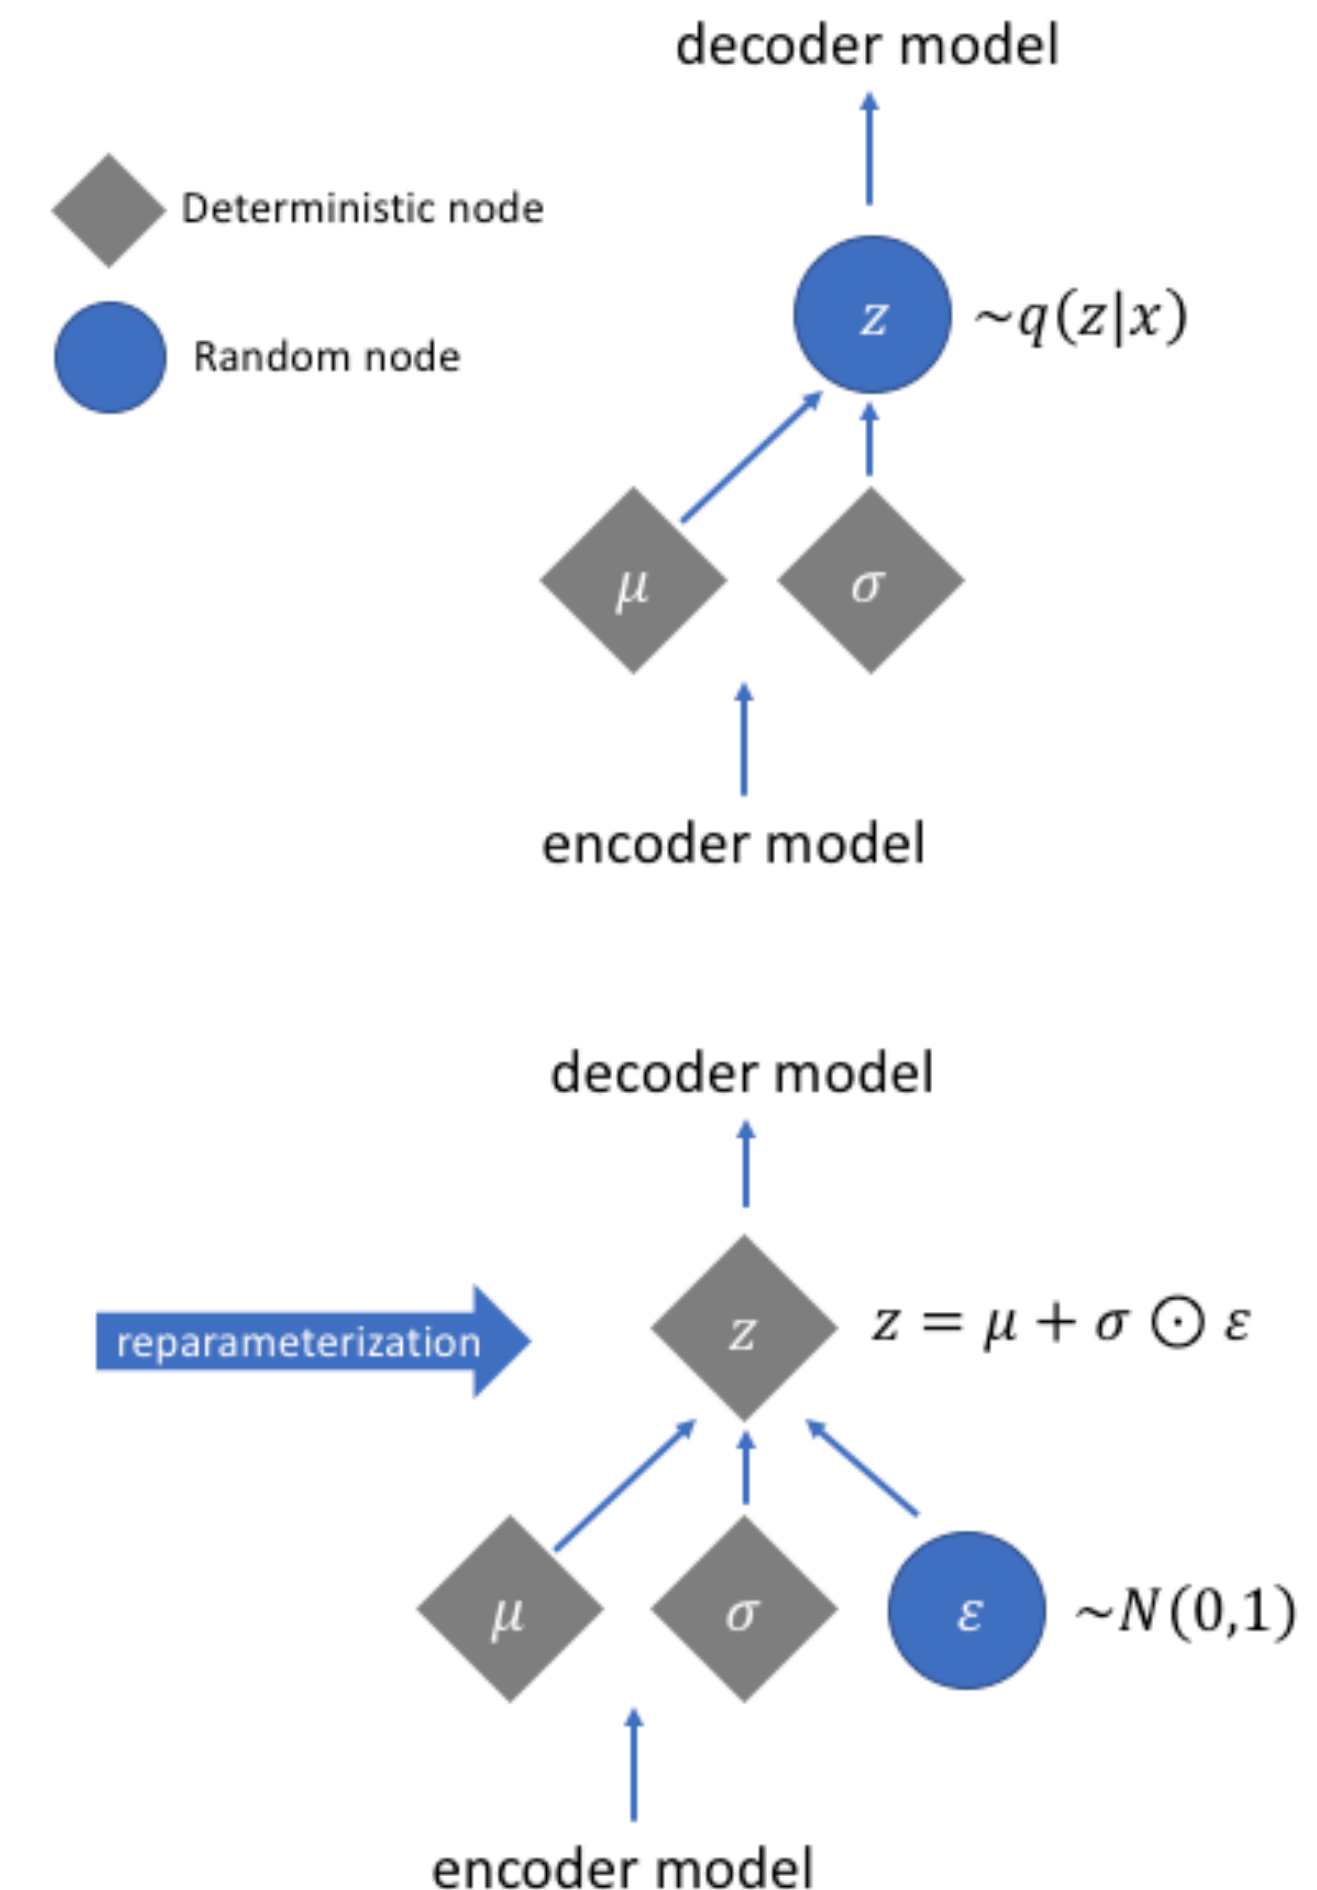 decoder model
Deterministic node
z ~q(z|x)
Random node
μ σ
encoder model
decoder model
reparameterization z z = μ + σ ⊙ ε
μ σ ε ~N(0,1)
encoder model